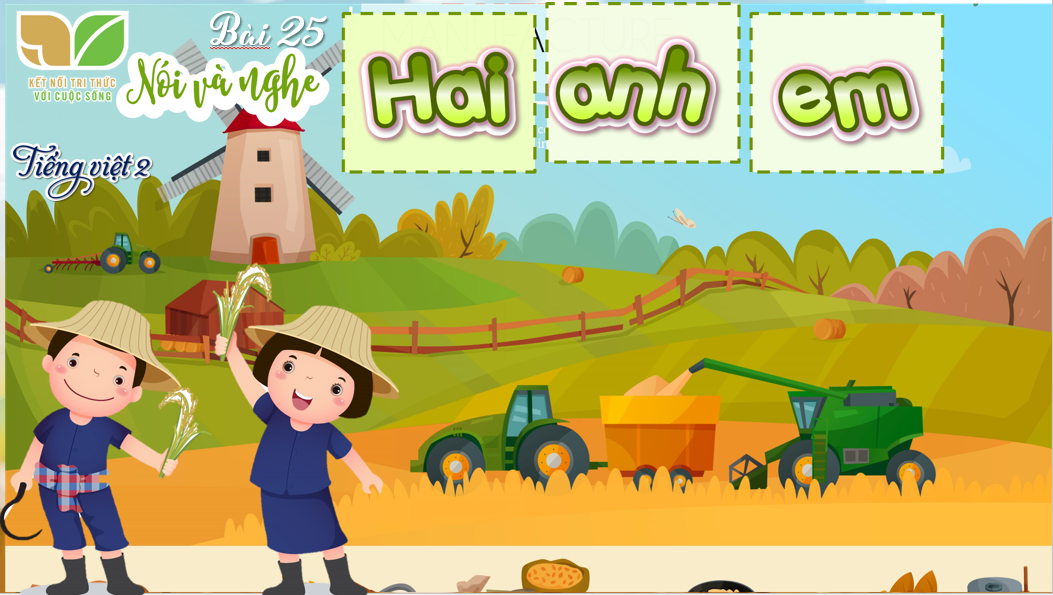 Bài 25
KẾT NỐI TRI THỨC
VỚI CUỘC SỐNG
Nói và nghe
Hai anh em
Tiếng việt 2